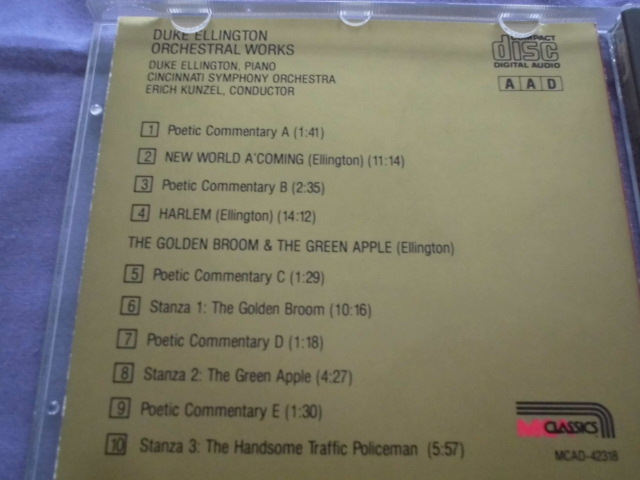 DUKE ELLINGTON
ORCHESTRAL WORKS
DUKE ELLINGTON, PIANO
CINCINNATI SYMPHONY ORCHESTRA
ERICH KUNZEL, CONDUCTOR
COMPACT
disc
DIGITAL AUDIO
A A D
1 Poetic Commentary A (1:41)
2 NEW WORLD A'COMING (Ellington) (11:14)
3 Poetic Commentary B (2:35)
4 HARLEM (Ellington) (14:12)
THE GOLDEN BROOM & THE GREEN APPLE (Ellington)
5 Poetic Commentary C (1:29)
6 Stanza 1: The Golden Broom (10:16)
7 Poetic Commentary D (1:18)
8 Stanza 2: The Green Apple (4:27)
9 Poetic Commentary E (1:30)
10 Stanza 3: The Handsome Traffic Policeman (5:57)
CLASSICS
MCAD-42318